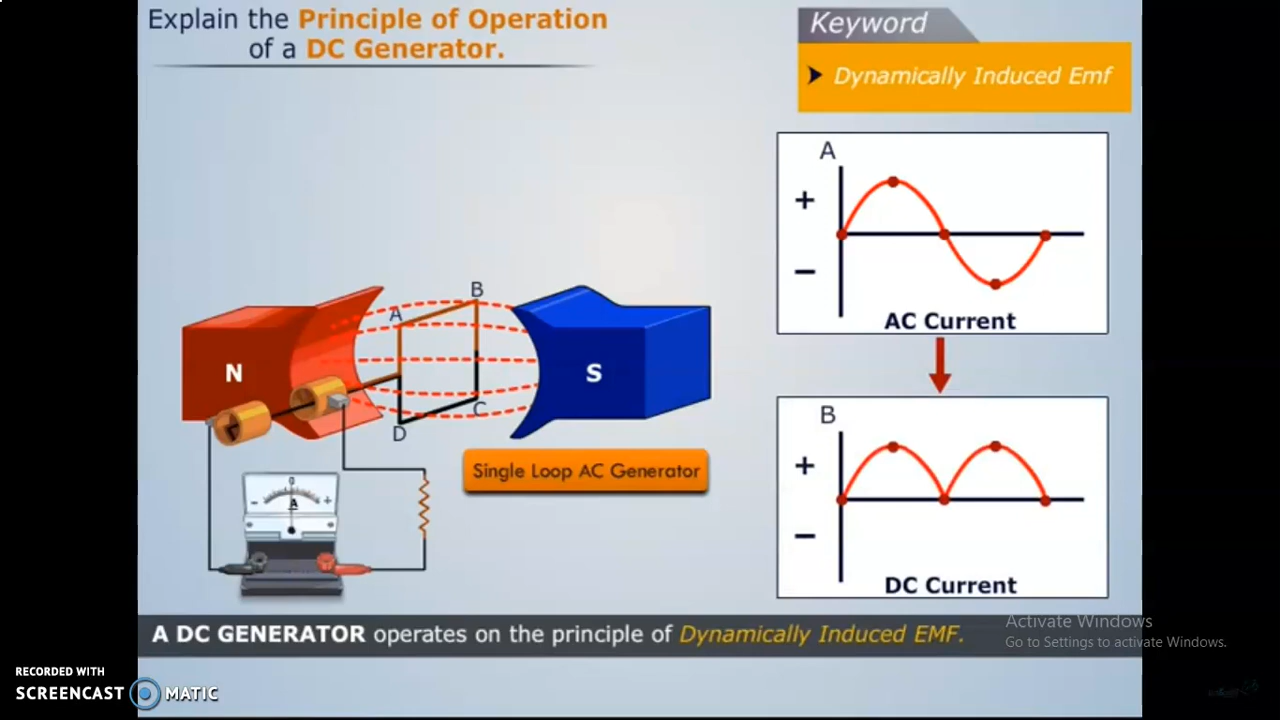 Explain the Principle of Operation
of a DC Generator.
Keyword
Dynamically Induced Emf
A
+
−
AC Current
B
+
−
DC Current
N
S
A
B
C
D
Single Loop AC Generator
0
− +
A
A DC GENERATOR operates on the principle of Dynamically Induced EMF.
Activate Windows
Go to Settings to activate Windows.
RECORDED WITH
SCREENCAST MATIC